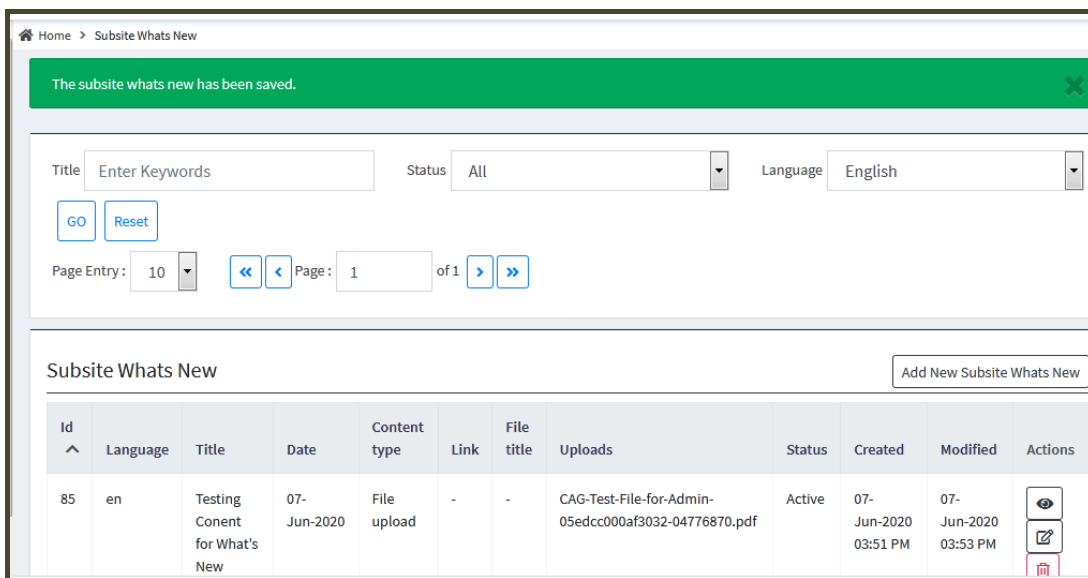 Home > Subsite Whats New
The subsite whats new has been saved.
Title Enter Keywords Status All Language English
GO Reset
Page Entry : 10 « ‹ Page : 1 of 1 › »
Subsite Whats New Add New Subsite Whats New
Id Language Title Date Content type Link File title Uploads Status Created Modified Actions
85 en Testing 07- File - - CAG-Test-File-for-Admin- Active 07- 07-
Conent Jun-2020 upload 05edcc000af3032-04776870.pdf Jun-2020 Jun-2020
for What's 03:51 PM 03:53 PM
New